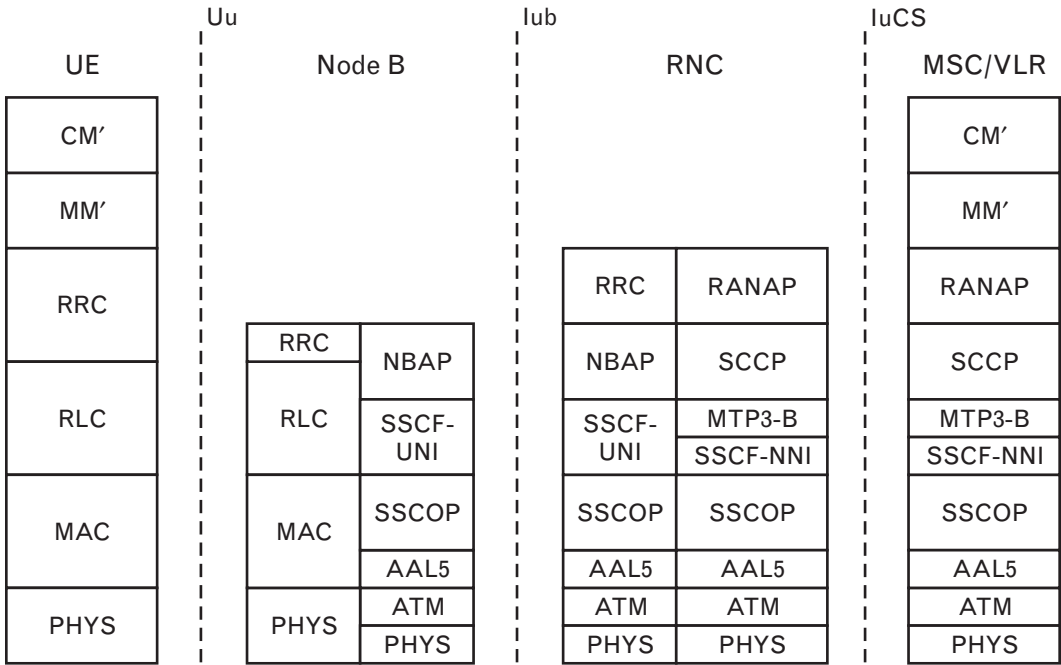 Uu
Iub
IuCS
UE
Node B
RNC
MSC/VLR
CM′
MM′
RRC
RLC
MAC
PHYS
RRC
RLC
MAC
PHYS
NBAP
SSCF-
UNI
SSCOP
AAL5
ATM
PHYS
RRC
NBAP
SSCF-
UNI
SSCOP
AAL5
ATM
PHYS
RANAP
SCCP
MTP3-B
SSCF-NNI
SSCOP
AAL5
ATM
PHYS
CM′
MM′
RANAP
SCCP
MTP3-B
SSCF-NNI
SSCOP
AAL5
ATM
PHYS